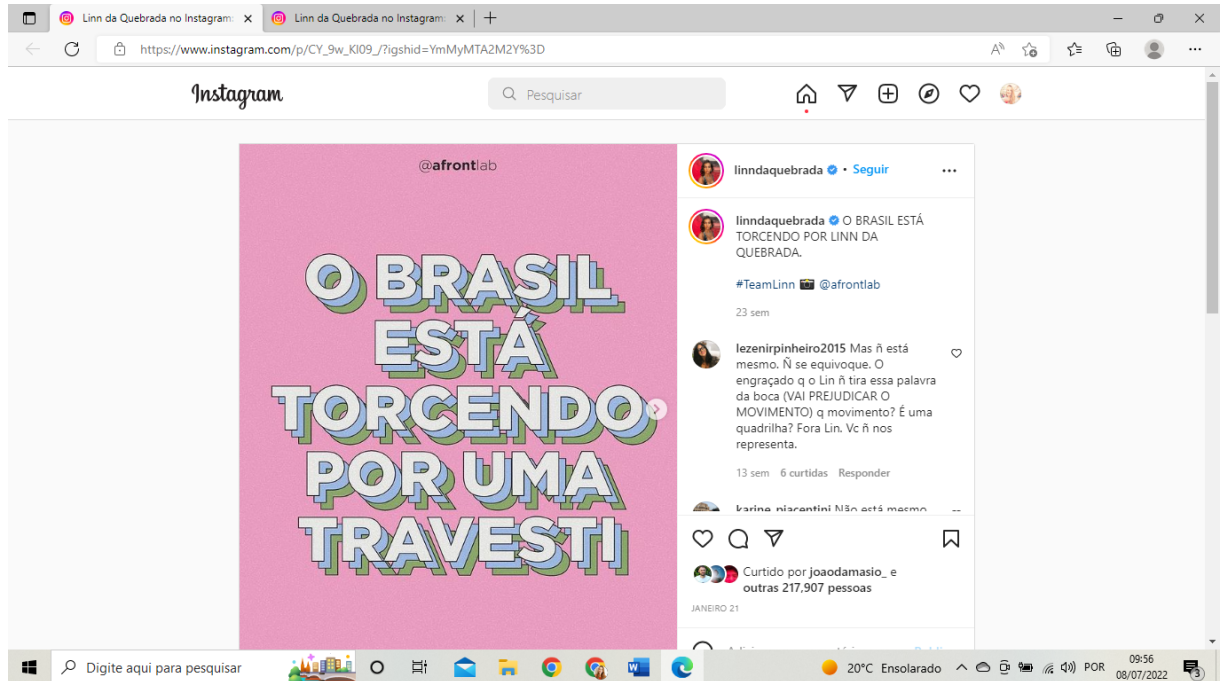 Linn da Quebrada no Instagram:
Linn da Quebrada no Instagram:
https://www.instagram.com/p/CY_9w_Kl09_/?igshid=YmMyMTA2M2Y%3D
Instagram
Pesquisar
@afrontlab
O BRASIL
ESTÁ
TORCENDO
POR UMA
TRAVESTI
linndaquebrada • Seguir
linndaquebrada O BRASIL ESTÁ
TORCENDO POR LINN DA
QUEBRADA.
#TeamLinn @afrontlab
23 sem
lezenirpinheiro2015 Mas ñ está
mesmo. Ñ se equivoque. O
engraçado q o Lin ñ tira essa palavra
da boca (VAI PREJUDICAR O
MOVIMENTO) q movimento? É uma
quadrilha? Fora Lin. Vc ñ nos
representa.
13 sem 6 curtidas Responder
karine_piacentini Não está mesmo
Curtido por joaodamasio_ e
outras 217,907 pessoas
JANEIRO 21
Digite aqui para pesquisar
20°C Ensolarado
POR
09:56
08/07/2022